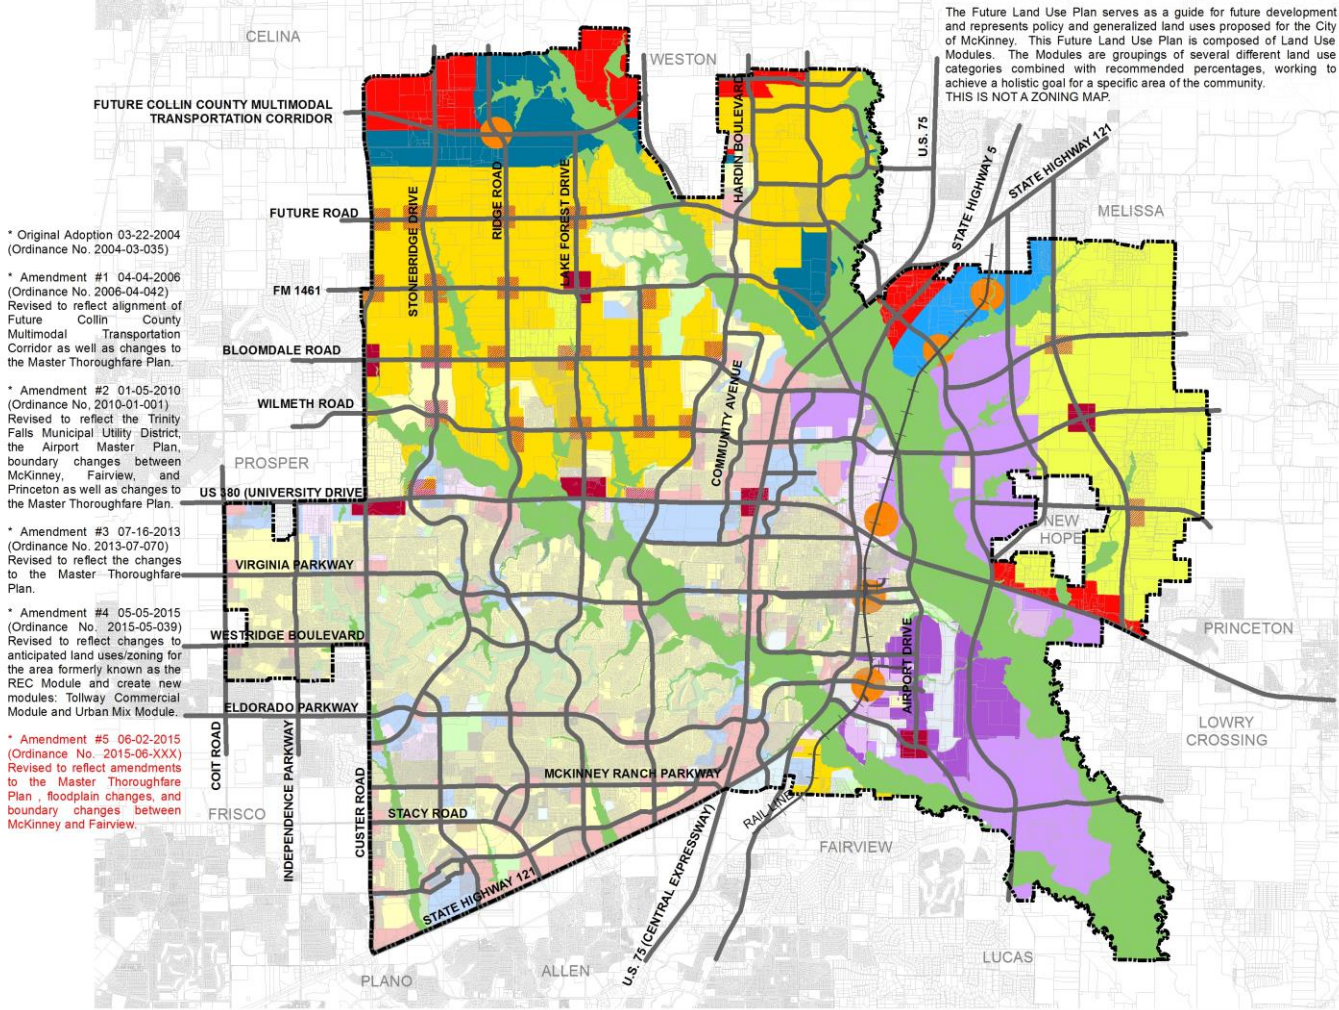 The Future Land Use Plan serves as a guide for future development
and represents policy and generalized land uses proposed for the City
of McKinney. This Future Land Use Plan is composed of Land Use
Modules. The Modules are groupings of several different land use
categories combined with recommended percentages, working to
achieve a holistic goal for a specific area of the community.
THIS IS NOT A ZONING MAP.
CELINA
WESTON
FUTURE COLLIN COUNTY MULTIMODAL
TRANSPORTATION CORRIDOR
HARDIN BOULEVARD
U.S. 75
STATE HIGHWAY 5
STATE HIGHWAY 121
MELISSA
STONEBRIDGE DRIVE
RIDGE ROAD
LAKE FOREST DRIVE
FUTURE ROAD
* Original Adoption 03-22-2004
(Ordinance No. 2004-03-035)
* Amendment #1 04-04-2006
(Ordinance No. 2006-04-042)
Revised to reflect alignment of
Future Collin County
Multimodal Transportation
Corridor as well as changes to
the Master Thoroughfare Plan.
* Amendment #2 01-05-2010
(Ordinance No, 2010-01-001)
Revised to reflect the Trinity
Falls Municipal Utility District,
the Airport Master Plan,
boundary changes between
McKinney, Fairview, and
Princeton as well as changes to
the Master Thoroughfare Plan.
* Amendment #3 07-16-2013
(Ordinance No. 2013-07-070)
Revised to reflect the changes
to the Master Thoroughfare
Plan.
* Amendment #4 05-05-2015
(Ordinance No. 2015-05-039)
Revised to reflect changes to
anticipated land uses/zoning for
the area formerly known as the
REC Module and create new
modules: Tollway Commercial
Module and Urban Mix Module.
* Amendment #5 06-02-2015
(Ordinance No. 2015-06-XXX)
Revised to reflect amendments
to the Master Thoroughfare
Plan , floodplain changes, and
boundary changes between
McKinney and Fairview.
FM 1461
BLOOMDALE ROAD
WILMETH ROAD
COMMUNITY AVENUE
PROSPER
US 380 (UNIVERSITY DRIVE)
NEW
HOPE
VIRGINIA PARKWAY
WESTRIDGE BOULEVARD
PRINCETON
AIRPORT DRIVE
ELDORADO PARKWAY
LOWRY
CROSSING
COIT ROAD
INDEPENDENCE PARKWAY
CUSTER ROAD
MCKINNEY RANCH PARKWAY
STACY ROAD
FRISCO
RAIL LINE
FAIRVIEW
STATE HIGHWAY 121
U.S. 75 (CENTRAL EXPRESSWAY)
LUCAS
ALLEN
PLANO